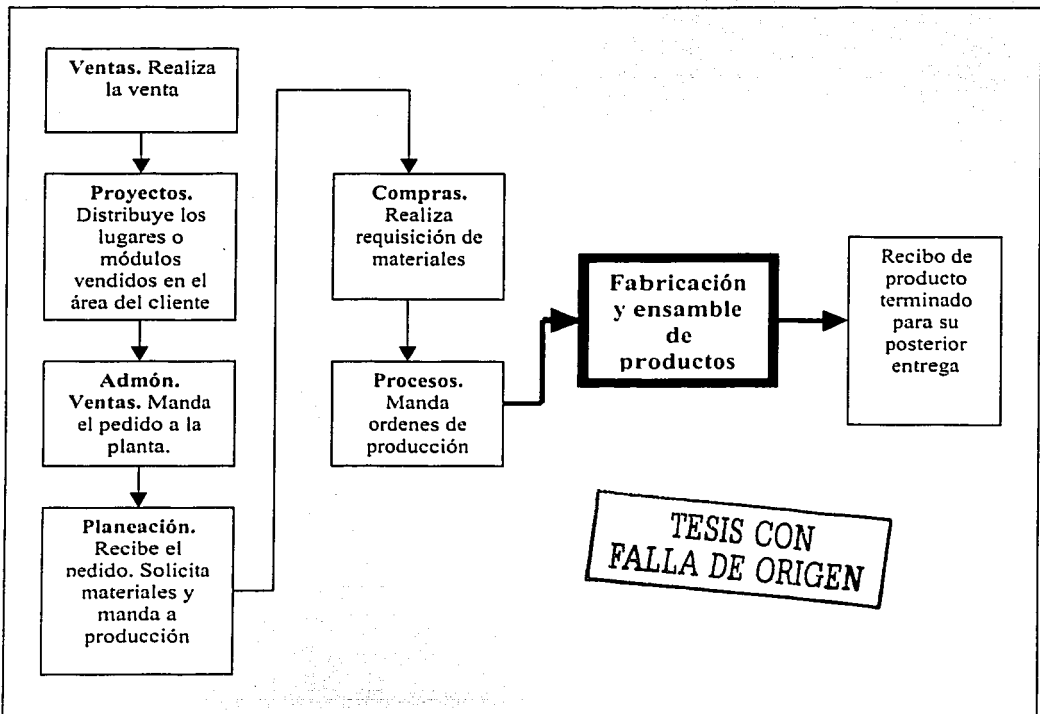 Ventas. Realiza
la venta
Proyectos.
Distribuye los
lugares o
módulos
vendidos en el
área del cliente
Admón.
Ventas. Manda
el pedido a la
planta.
Planeación.
Recibe el
nedido. Solicita
materiales y
manda a
producción
Compras.
Realiza
requisición de
materiales
Procesos.
Manda
ordenes de
producción
Fabricación
y ensamble
de
productos
Recibo de
producto
terminado
para su
posterior
entrega
TESIS CON
FALLA DE ORIGEN